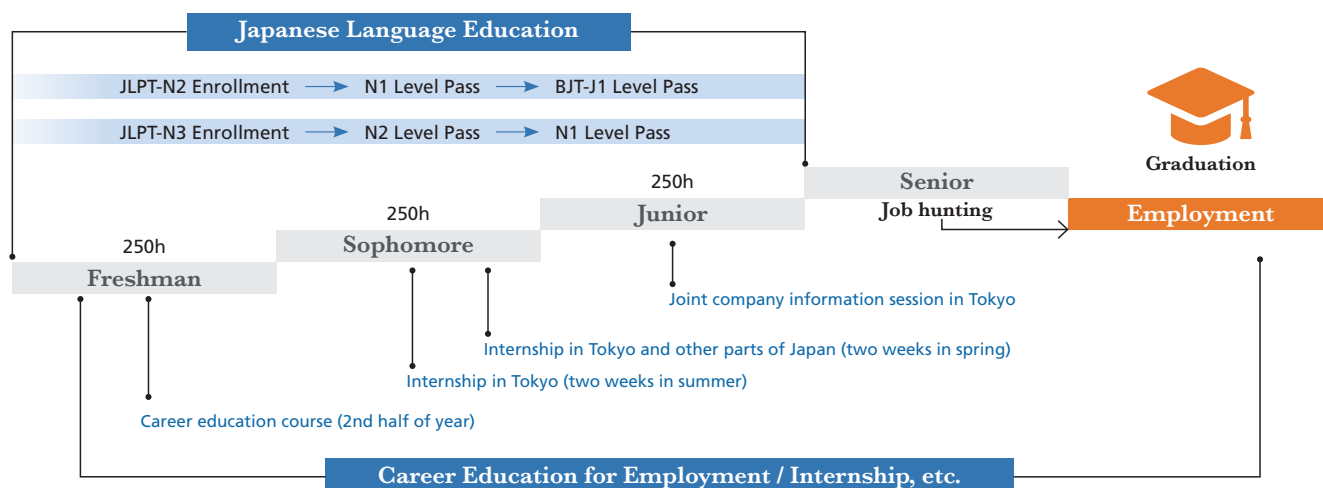 Japanese Language Education
JLPT-N2 Enrollment → N1 Level Pass → BJT-J1 Level Pass
JLPT-N3 Enrollment → N2 Level Pass → N1 Level Pass
Graduation
250h
Senior
250h
Junior
Job hunting
Employment
250h
Sophomore
Freshman
Joint company information session in Tokyo
Internship in Tokyo and other parts of Japan (two weeks in spring)
Internship in Tokyo (two weeks in summer)
Career education course (2nd half of year)
Career Education for Employment / Internship, etc.